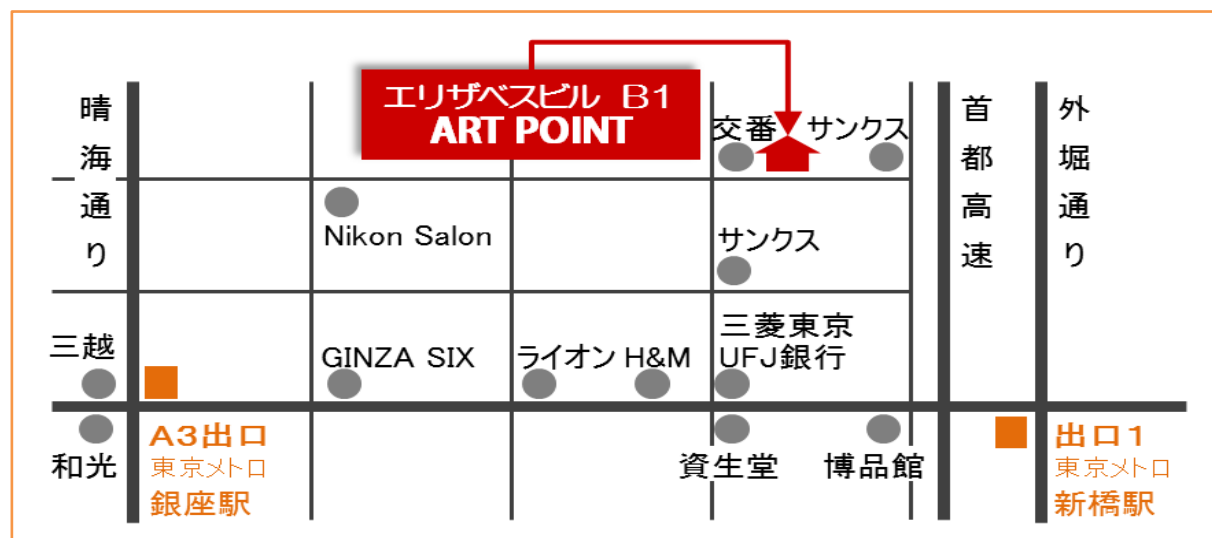 晴海通り
エリザベスビル B1
ART POINT
交番
サンクス
首都高速
外堀通り
Nikon Salon
サンクス
三越
GINZA SIX
ライオン
H&M
三菱東京
UFJ銀行
和光
A3出口
東京メトロ
銀座駅
資生堂
博品館
出口1
東京メトロ
新橋駅